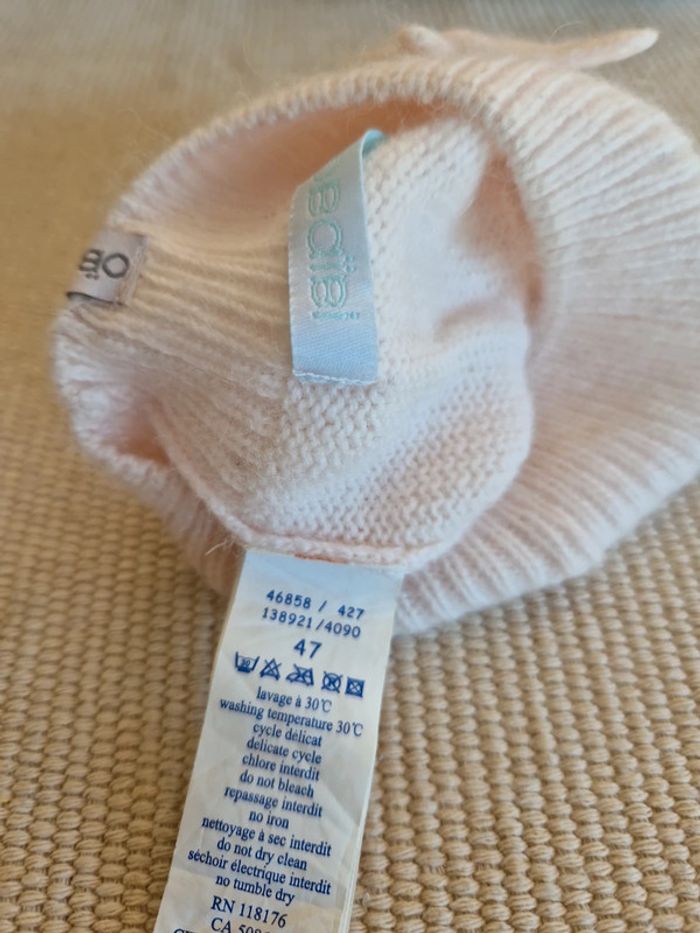 46858 / 427
138921/4090
47
30
lavage à 30°C
washing temperature 30°C
cycle délicat
delicate cycle
chlore interdit
do not bleach
repassage interdit
no iron
nettoyage à sec interdit
do not dry clean
séchoir électrique interdit
no tumble dry
RN 118176
CA